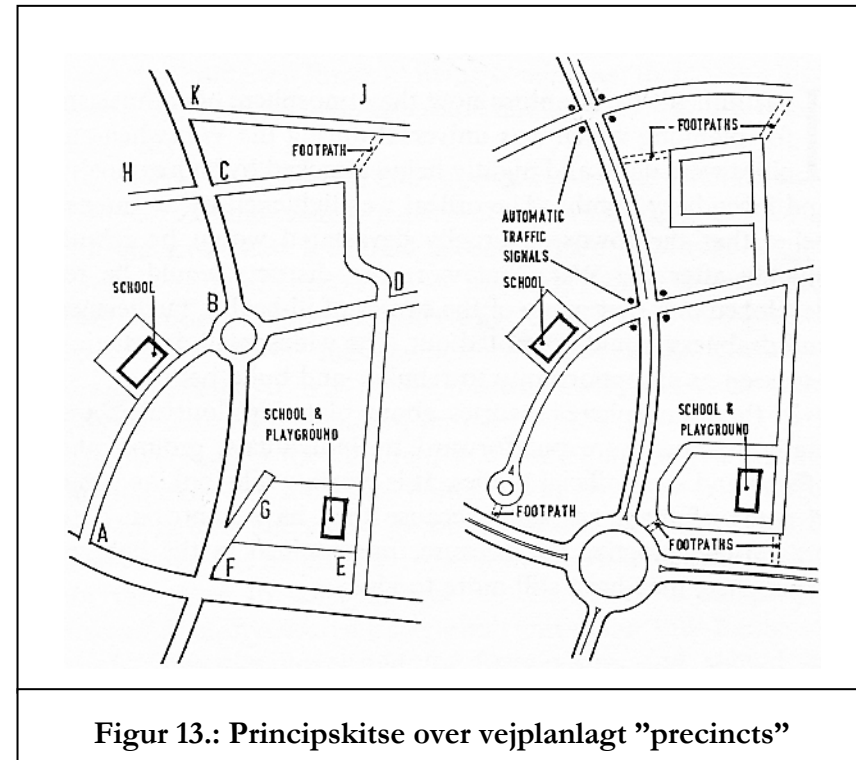 K
J
FOOTPATH
H
C
D
SCHOOL
B
SCHOOL &
PLAYGROUND
G
A
F
E
FOOTPATHS
AUTOMATIC
TRAFFIC
SIGNALS
SCHOOL
SCHOOL &
PLAYGROUND
FOOTPATH
FOOTPATHS
Figur 13.: Principskitse over vejplanlagt ”precincts”